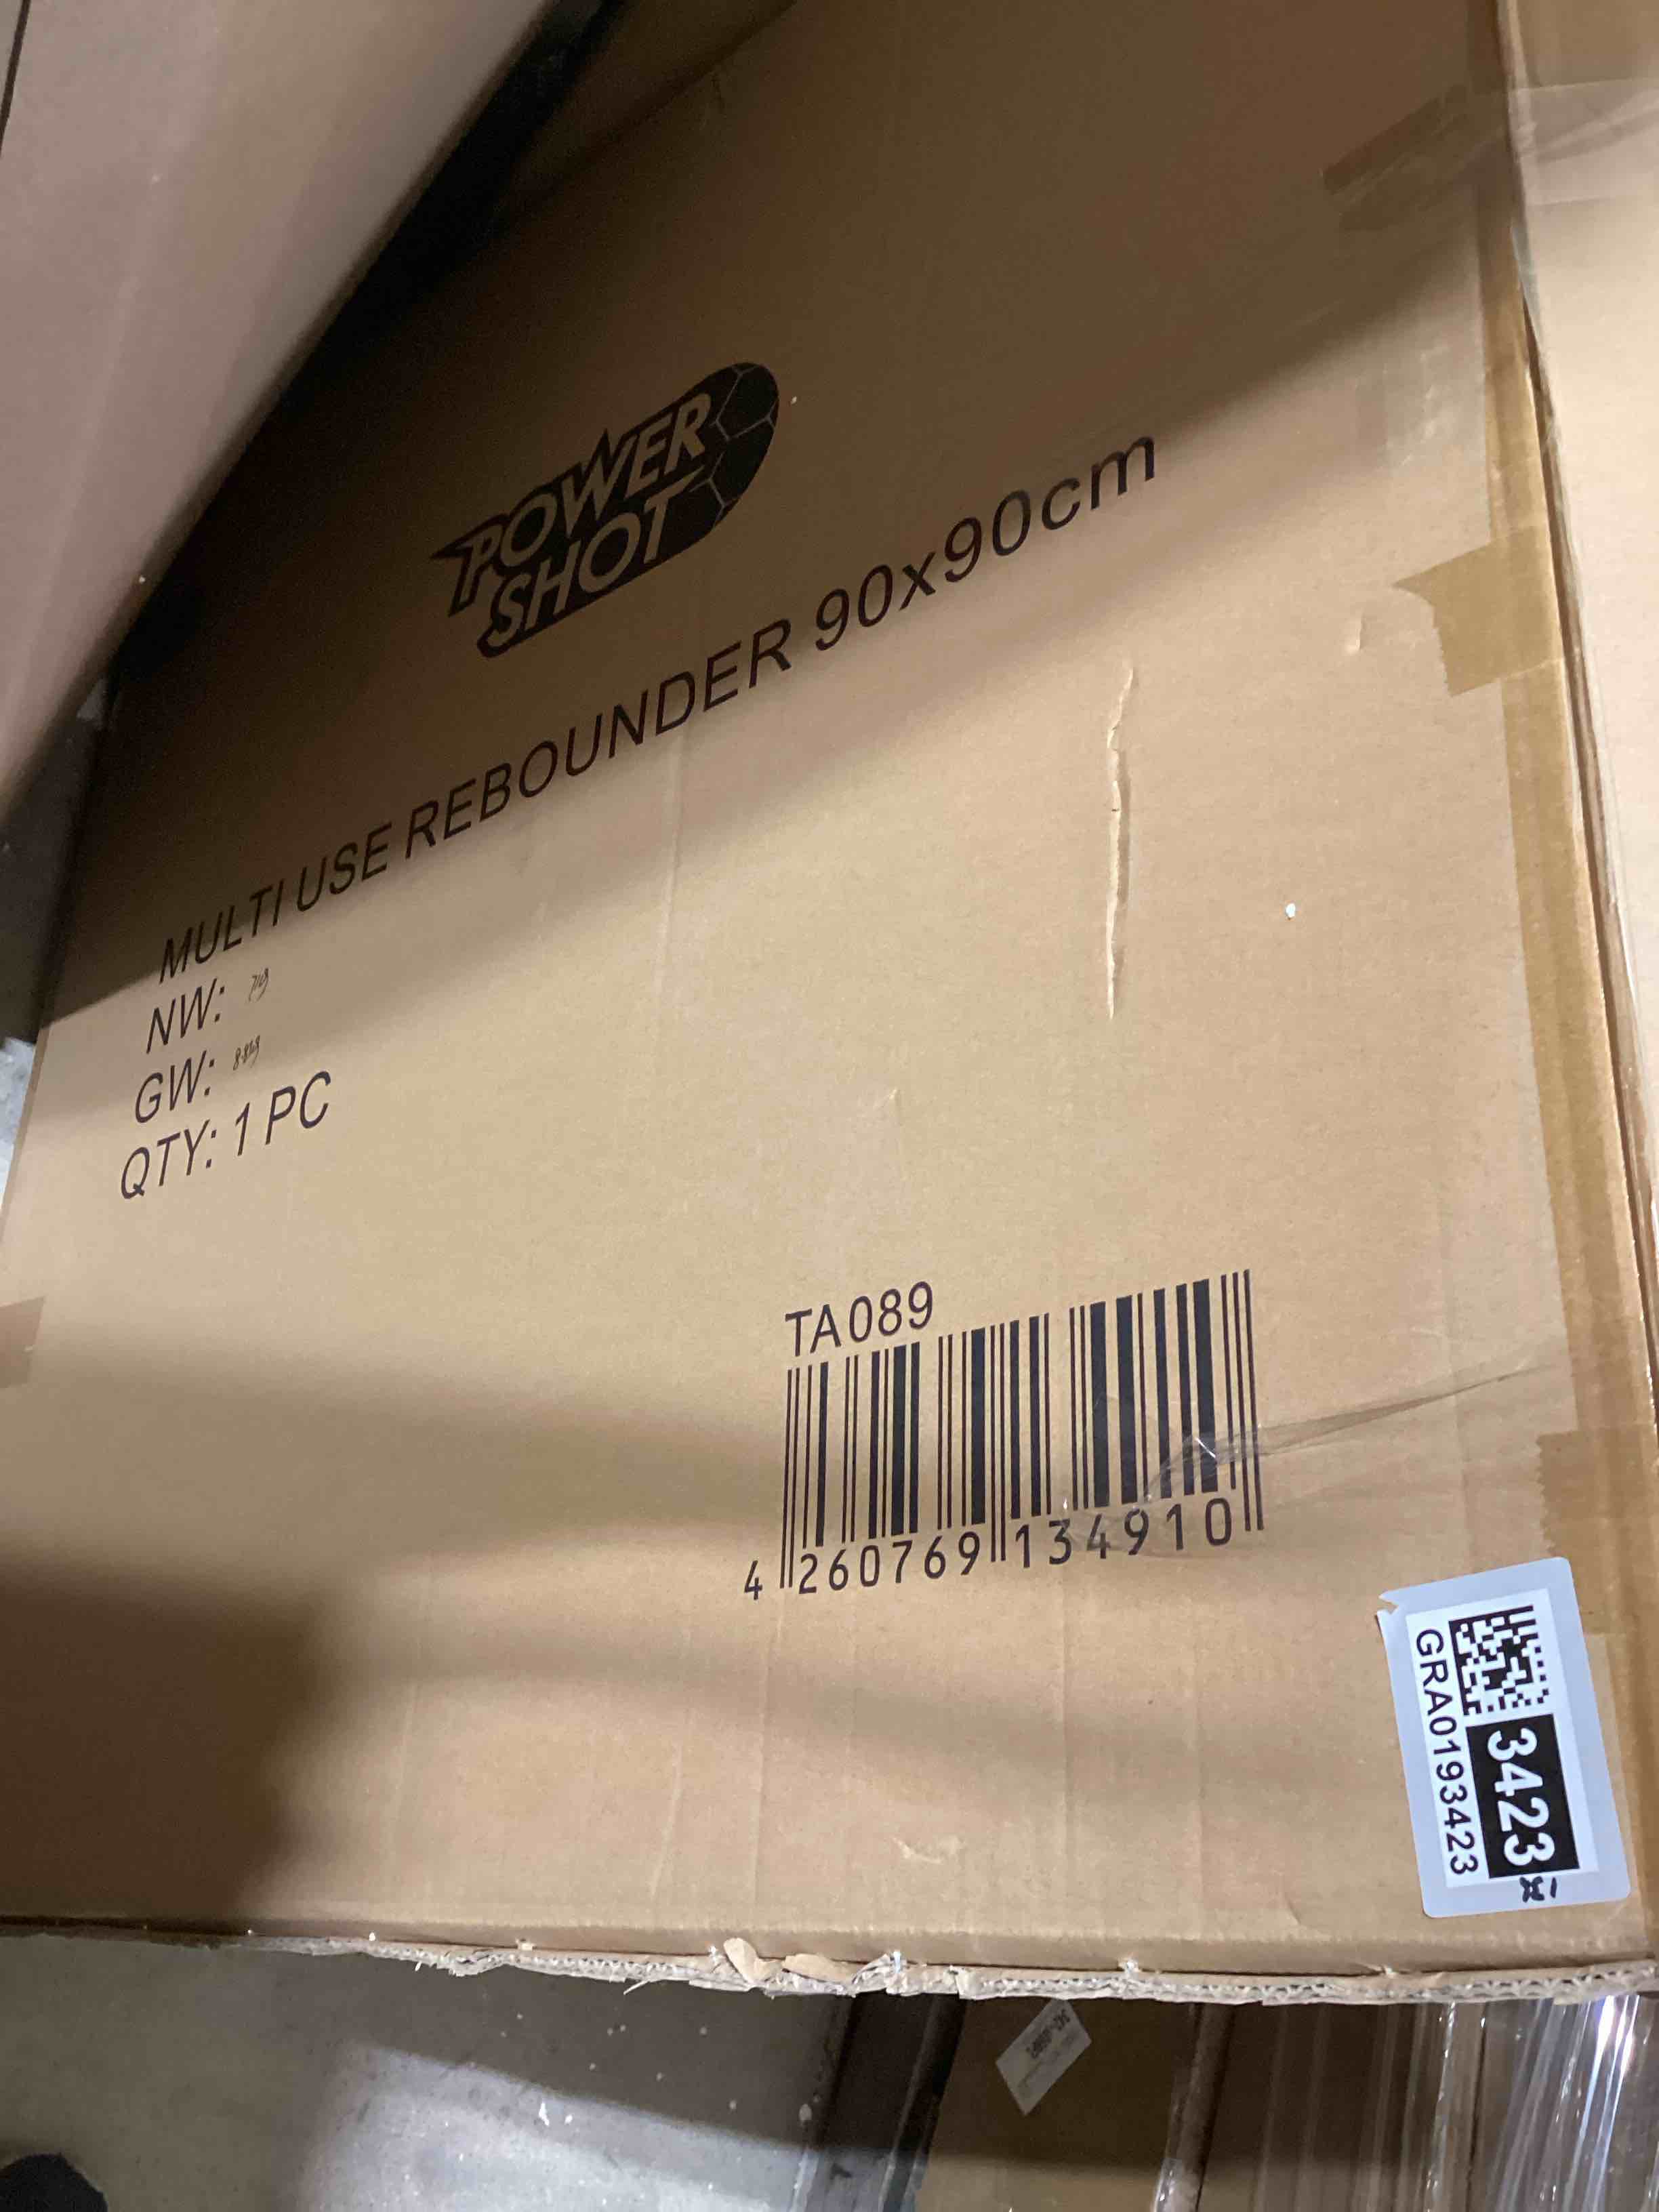 POWER
SHOT
MULTI USE REBOUNDER 90x90cm
NW:
GW:
QTY: 1 PC
TA089
4 260769 134910
3423
GRA0193423